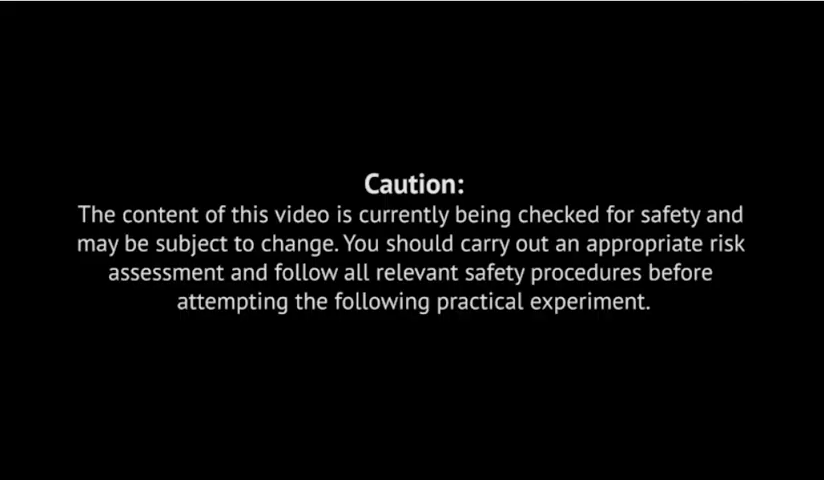 Caution:
The content of this video is currently being checked for safety and
may be subject to change. You should carry out an appropriate risk
assessment and follow all relevant safety procedures before
attempting the following practical experiment.